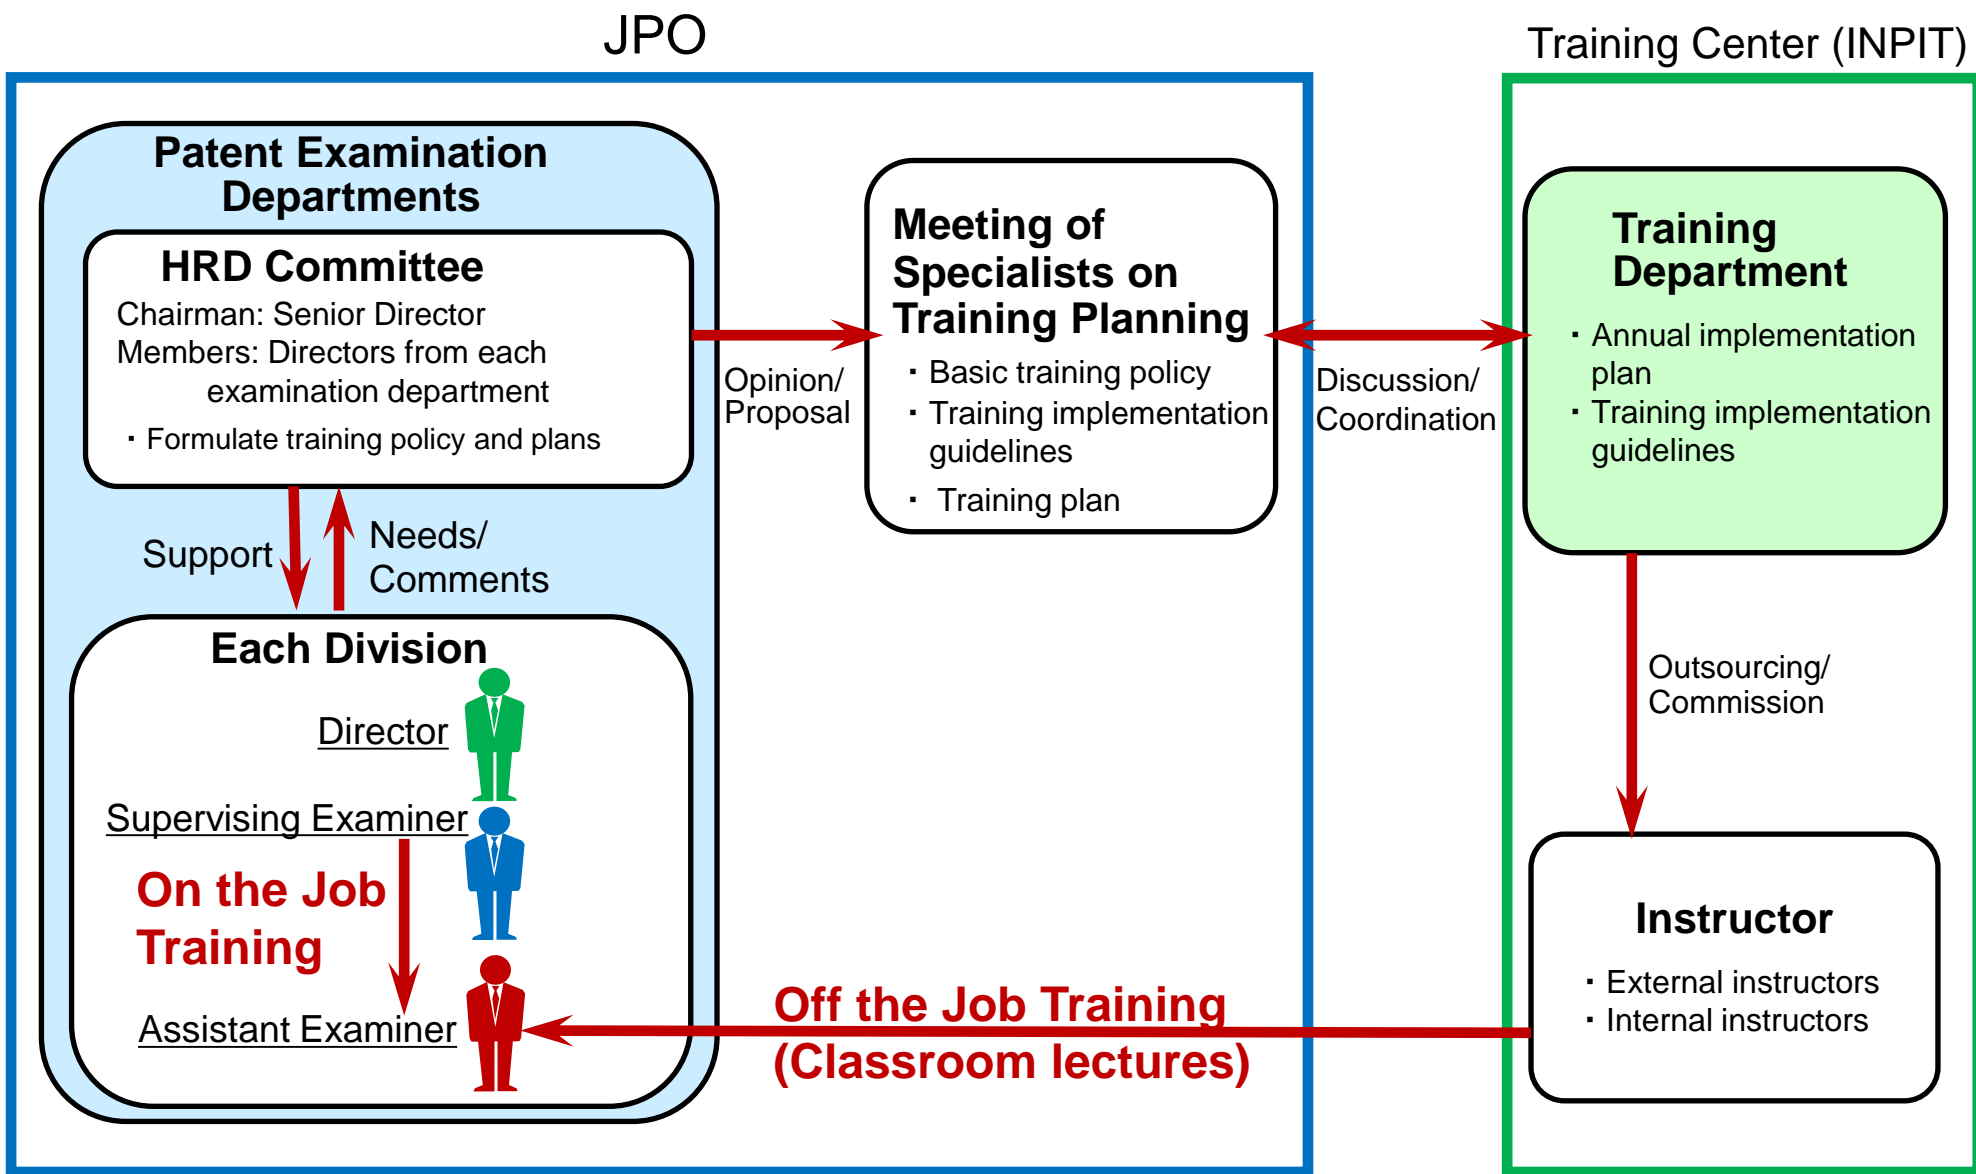 JPO
Training Center (INPIT)
Patent Examination
Departments
HRD Committee
Chairman: Senior Director
Members: Directors from each
examination department
・Formulate training policy and plans
Support
Needs/
Comments
Each Division
Director
Supervising Examiner
On the Job
Training
Assistant Examiner
Opinion/
Proposal
Meeting of
Specialists on
Training Planning
・Basic training policy
・Training implementation
guidelines
・ Training plan
Discussion/
Coordination
Training
Department
・Annual implementation
plan
・Training implementation
guidelines
Outsourcing/
Commission
Instructor
・External instructors
・Internal instructors
Off the Job Training
(Classroom lectures)